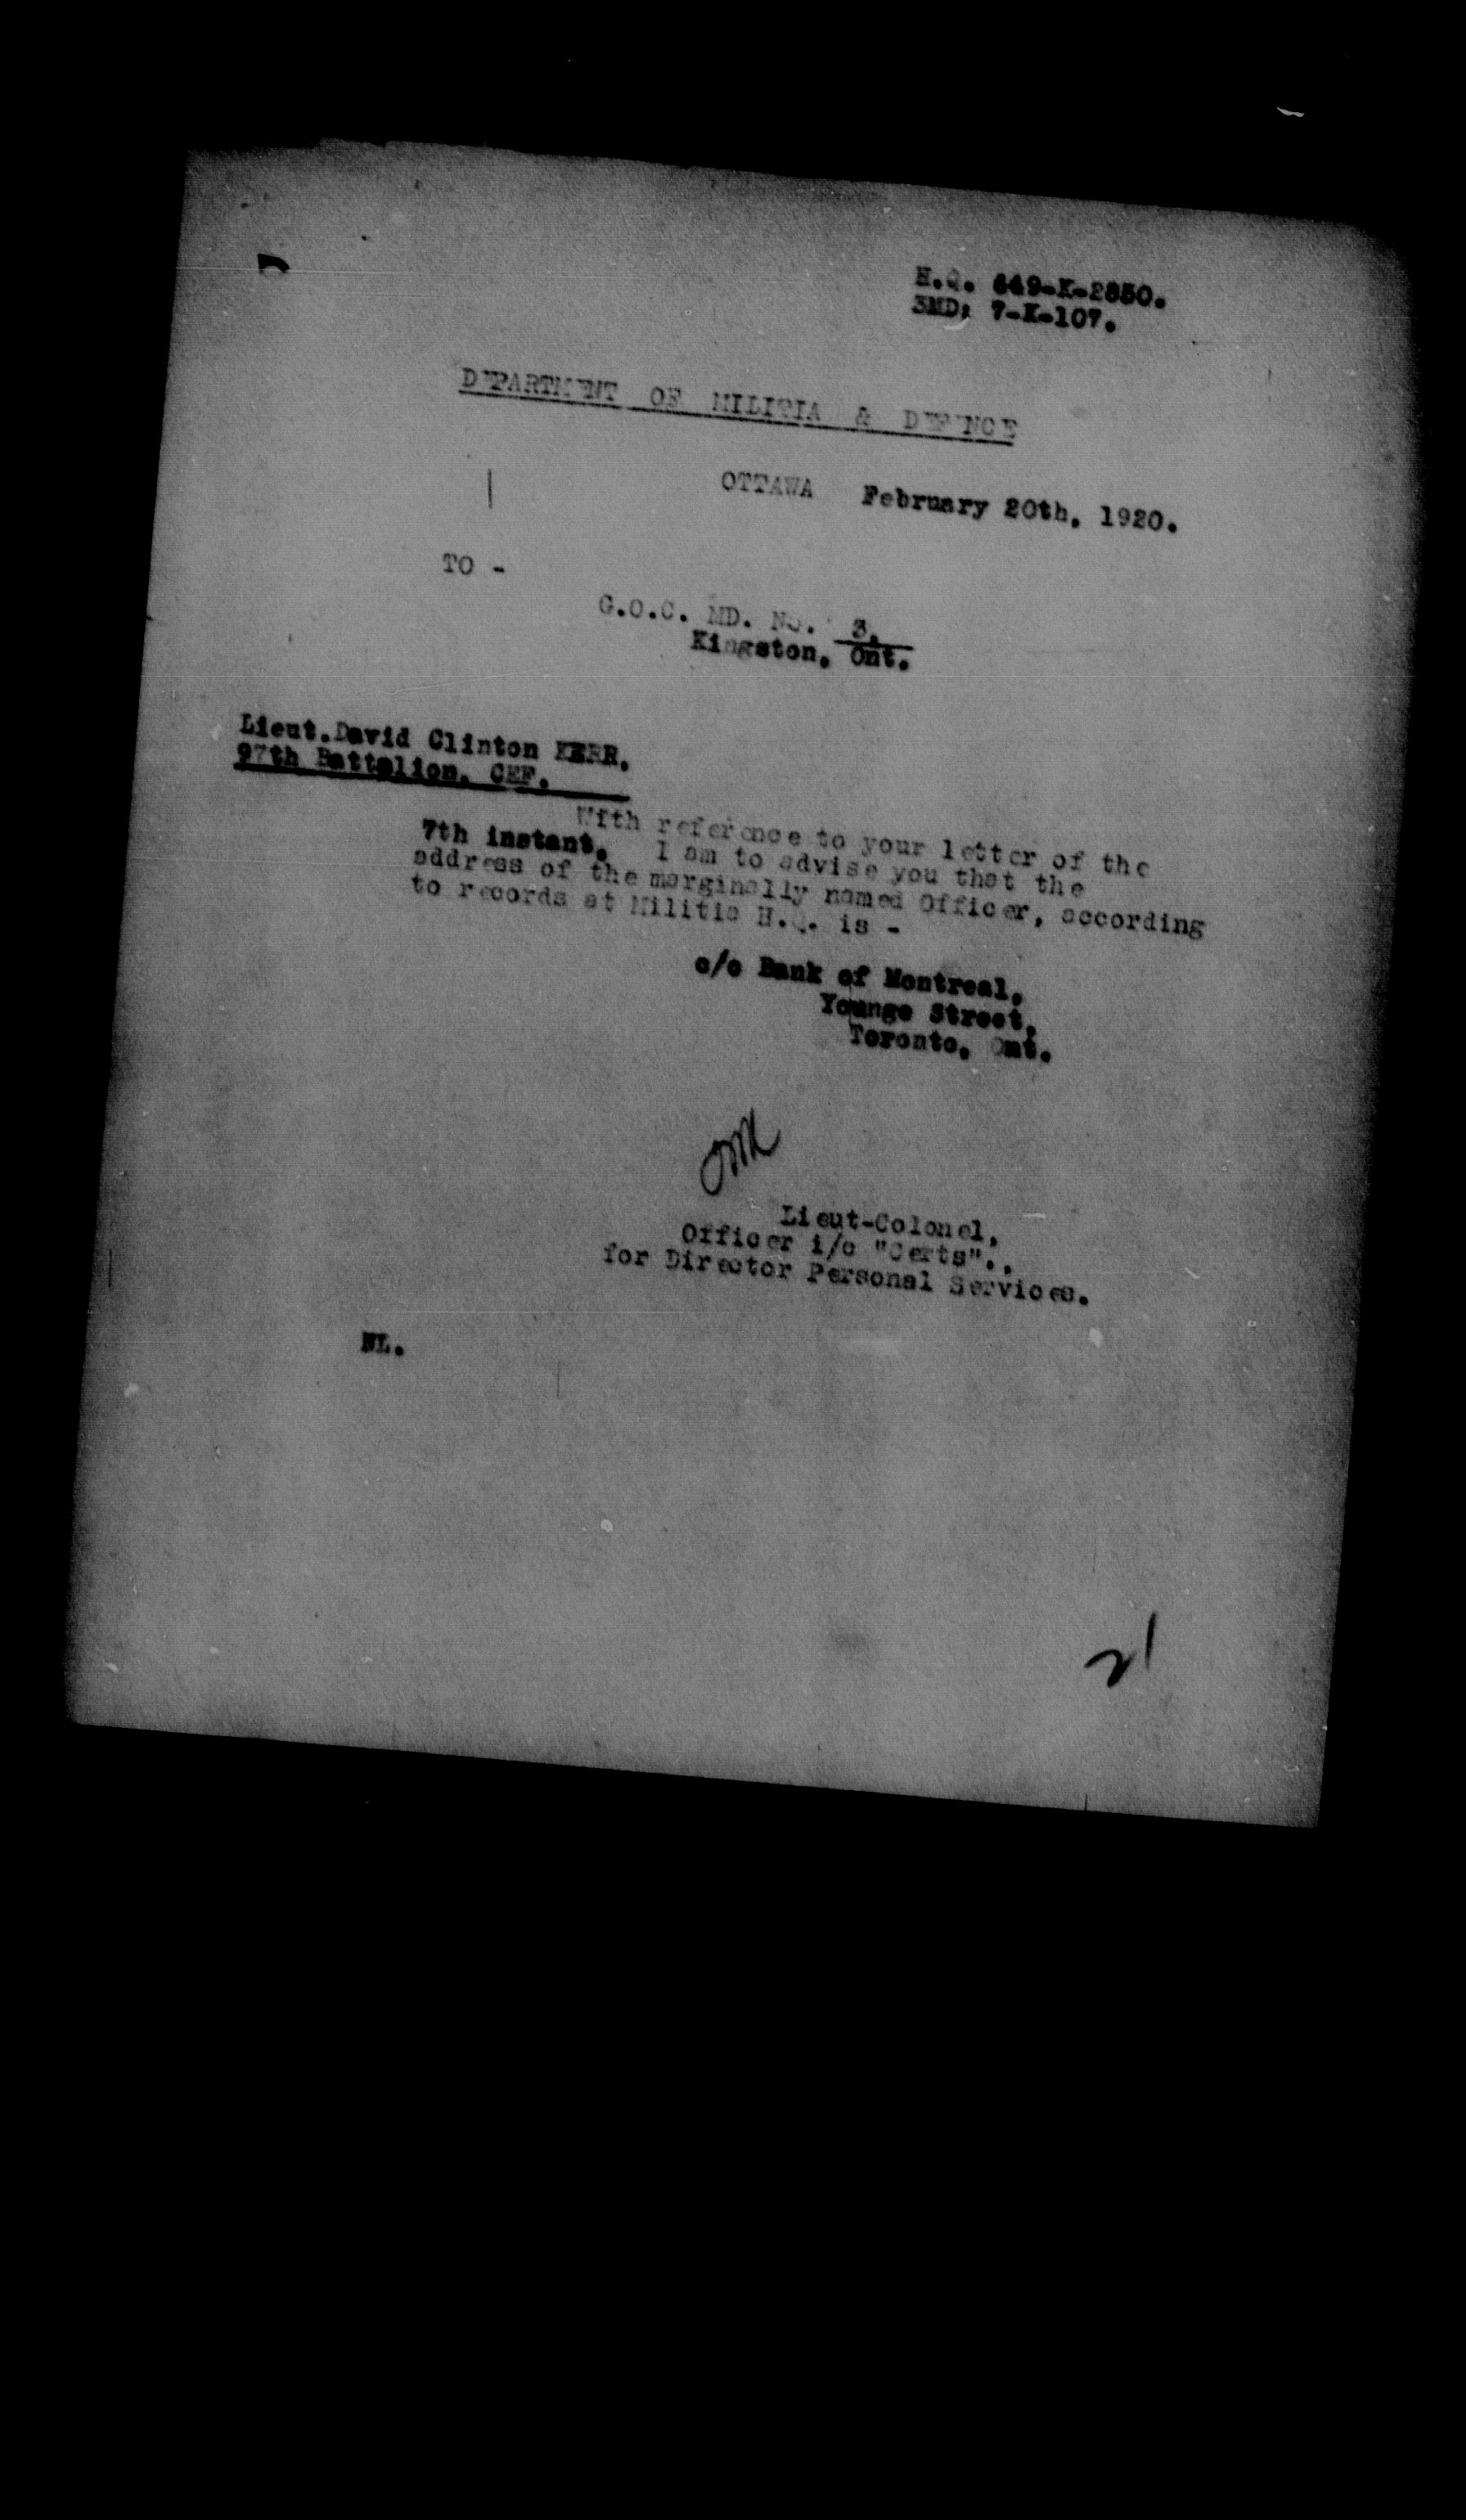 H.Q. 649-K-2850.
3MD; 7-K-107.
DEPARTMENT OF MILITIA & DEFENCE
OTTAWA February 20th, 1920.
TO -
G.O.C. MD. No. 3.
Kingston, Ont.
Lieut.David Clinton KERR.
97th Battalion, CEF.
With reference to your letter of the
7th instant. I am to advise you that the
address of the marginally named Officer, according
to records at Militia H.Q. is -
c/o Bank of Montreal,
Younge Street,
Toronto, Ont.
Lieut-Colonel,
Officer i/c "Certs".,
for Director Personal Services.
NL.
21